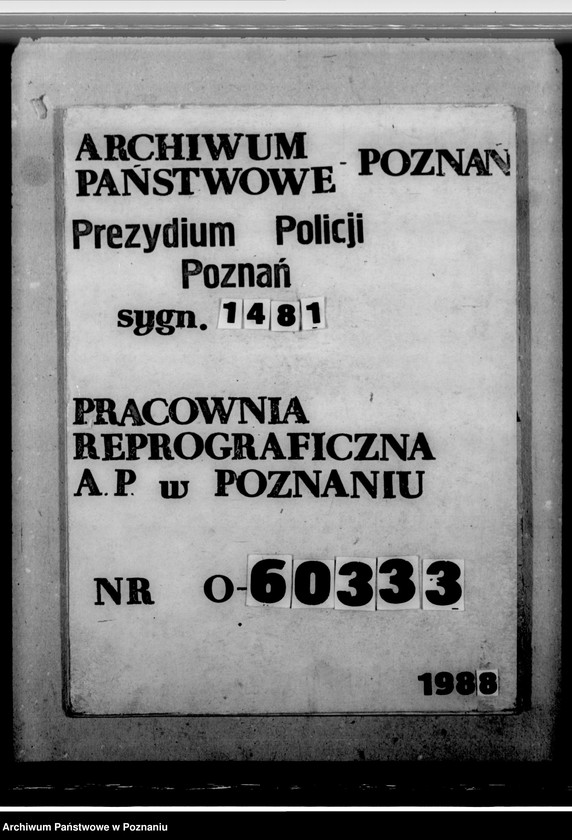 ARCHIWUM
PAŃSTWOWE - POZNAŃ
Prezydium Policji
Poznań
sygn. 1481
PRACOWNIA
REPROGRAFICZNA
A.P. w POZNANIU
NR O-60333
1988
Archiwum Państwowe w Poznaniu